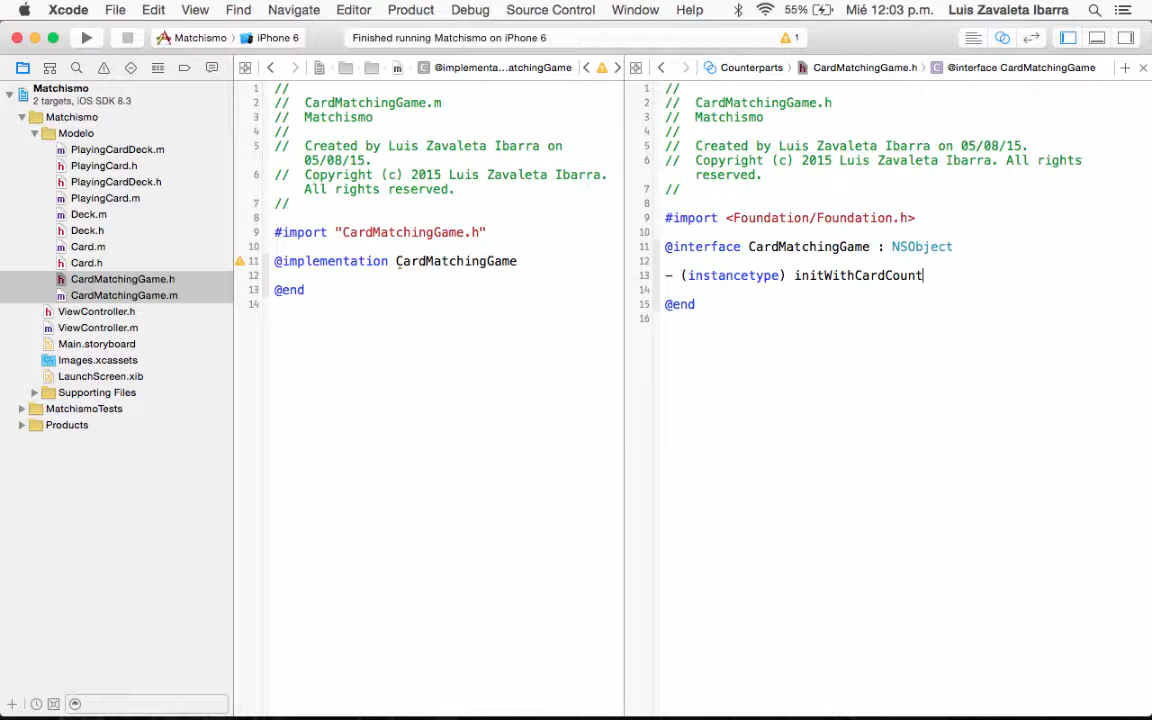 Xcode File Edit View Find Navigate Editor Product Debug Source Control Window Help 55% Mié 12:03 p.m. Luis Zavaleta Ibarra
Matchismo iPhone 6 Finished running Matchismo on iPhone 6 1
@implementa...atchingGame
Counterparts CardMatchingGame.h @interface CardMatchingGame
Matchismo
2 targets, iOS SDK 8.3
Matchismo
Modelo
PlayingCardDeck.m
PlayingCard.h
PlayingCardDeck.h
PlayingCard.m
Deck.m
Deck.h
Card.m
Card.h
CardMatchingGame.h
CardMatchingGame.m
ViewController.h
ViewController.m
Main.storyboard
Images.xcassets
LaunchScreen.xib
Supporting Files
MatchismoTests
Products
1 //
2 // CardMatchingGame.m
3 // Matchismo
4 //
5 // Created by Luis Zavaleta Ibarra on
05/08/15.
6 // Copyright (c) 2015 Luis Zavaleta Ibarra.
All rights reserved.
7 //
8
9 #import "CardMatchingGame.h"
10
11 @implementation CardMatchingGame
12
13 @end
14
1 //
2 // CardMatchingGame.h
3 // Matchismo
4 //
5 // Created by Luis Zavaleta Ibarra on 05/08/15.
6 // Copyright (c) 2015 Luis Zavaleta Ibarra. All rights
reserved.
7 //
8
9 #import <Foundation/Foundation.h>
10
11 @interface CardMatchingGame : NSObject
12
13 - (instancetype) initWithCardCount
14
15 @end
16